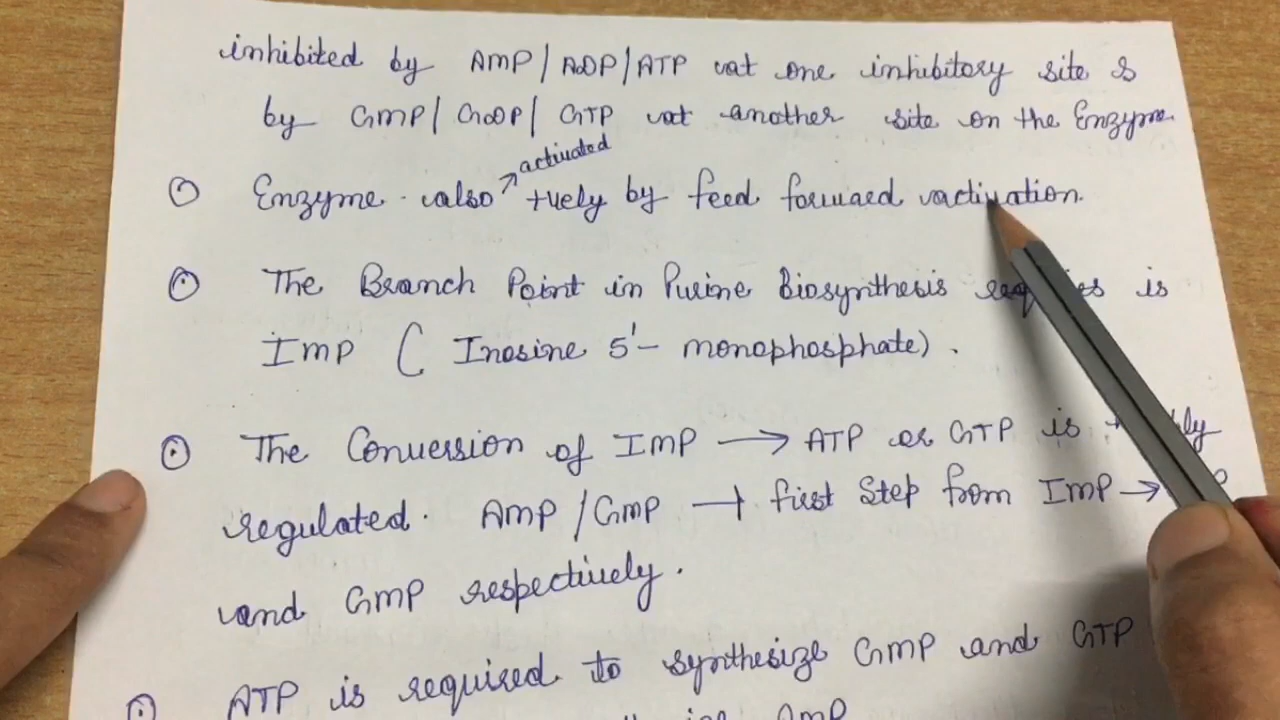 inhibited by AMP/ADP/ATP at one inhibitory site &
by GMP/GDP/GTP at another site on the Enzyme.
activated
Enzyme also +vely by feed forward activation.
The Branch Point in Purine Biosynthesis is
IMP (Inosine 5'- monophosphate).
The Conversion of IMP → ATP or GTP is
regulated. AMP/GMP ⊣ first step from IMP →
and GMP respectively.
ATP is required to synthesize GMP and GTP
AMP